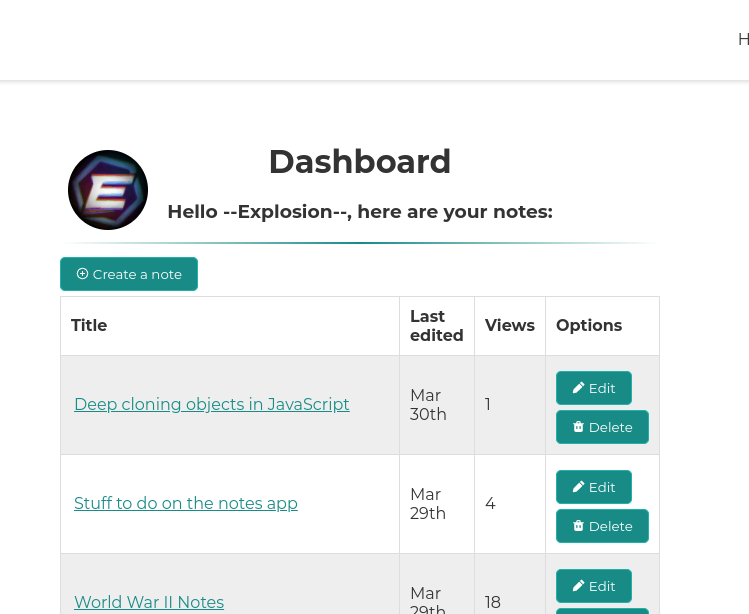 H
E
Dashboard
Hello --Explosion--, here are your notes:
Create a note
Title
Last edited
Views
Options
Deep cloning objects in JavaScript
Mar 30th
1
Edit
Delete
Stuff to do on the notes app
Mar 29th
4
Edit
Delete
World War II Notes
Mar 29th
18
Edit